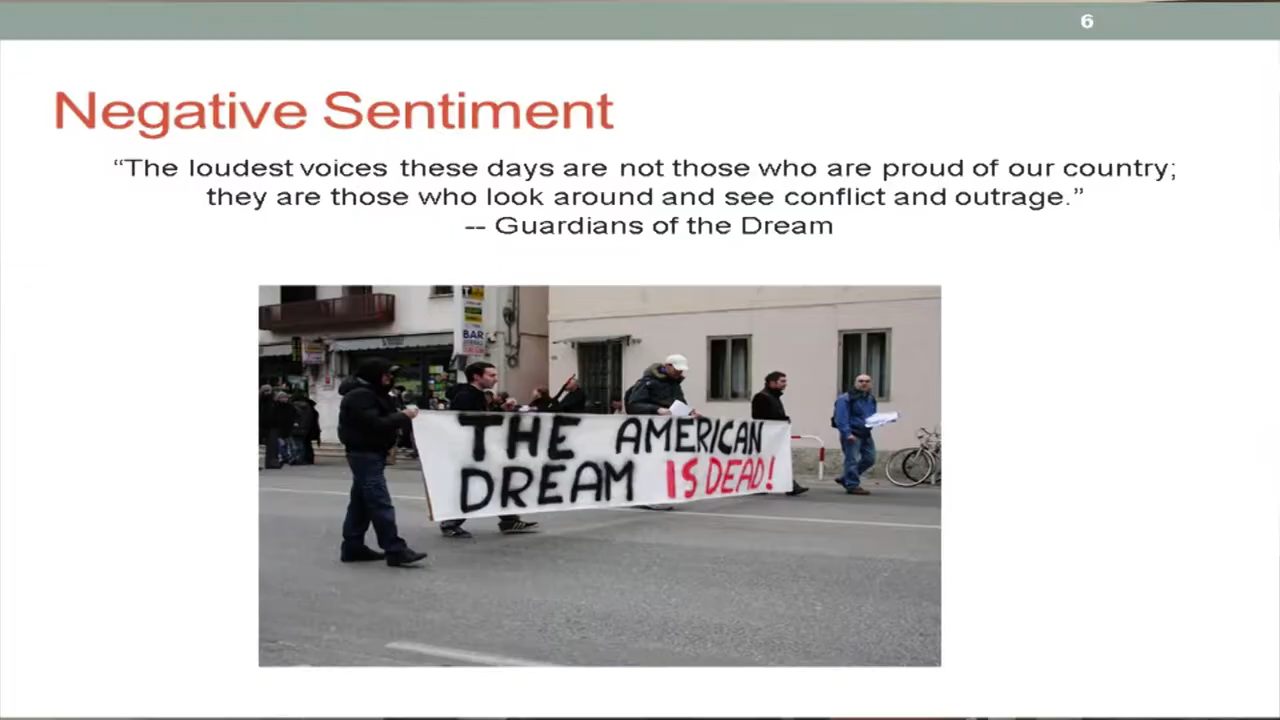 6
Negative Sentiment
“The loudest voices these days are not those who are proud of our country;
they are those who look around and see conflict and outrage.”
-- Guardians of the Dream
BAR
THE AMERICAN
DREAM IS DEAD!